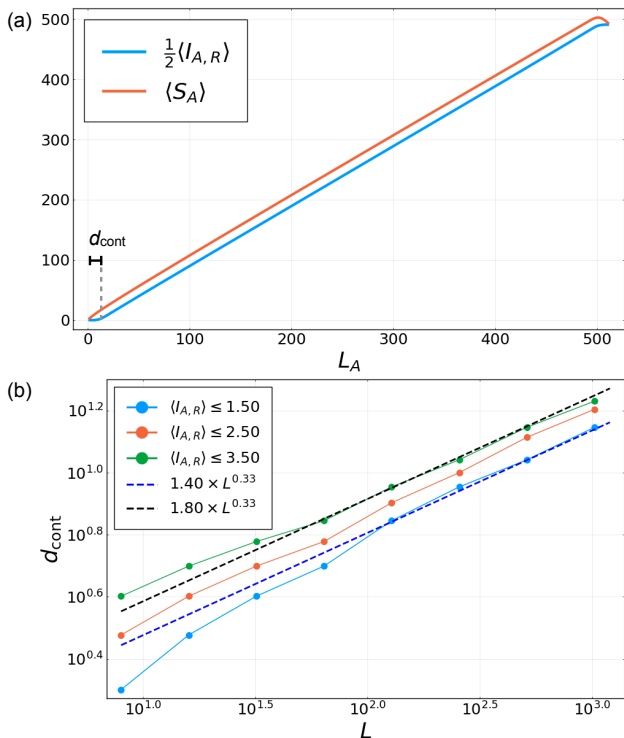 (a)
500
400
300
200
100
0
½⟨I_{A, R}⟩
⟨S_A⟩
d_cont
0 100 200 300 400 500
L_A
(b)
10^{1.2}
10^{1.0}
10^{0.8}
10^{0.6}
10^{0.4}
d_cont
⟨I_{A, R}⟩ ≤ 1.50
⟨I_{A, R}⟩ ≤ 2.50
⟨I_{A, R}⟩ ≤ 3.50
1.40 × L^{0.33}
1.80 × L^{0.33}
10^{1.0} 10^{1.5} 10^{2.0} 10^{2.5} 10^{3.0}
L